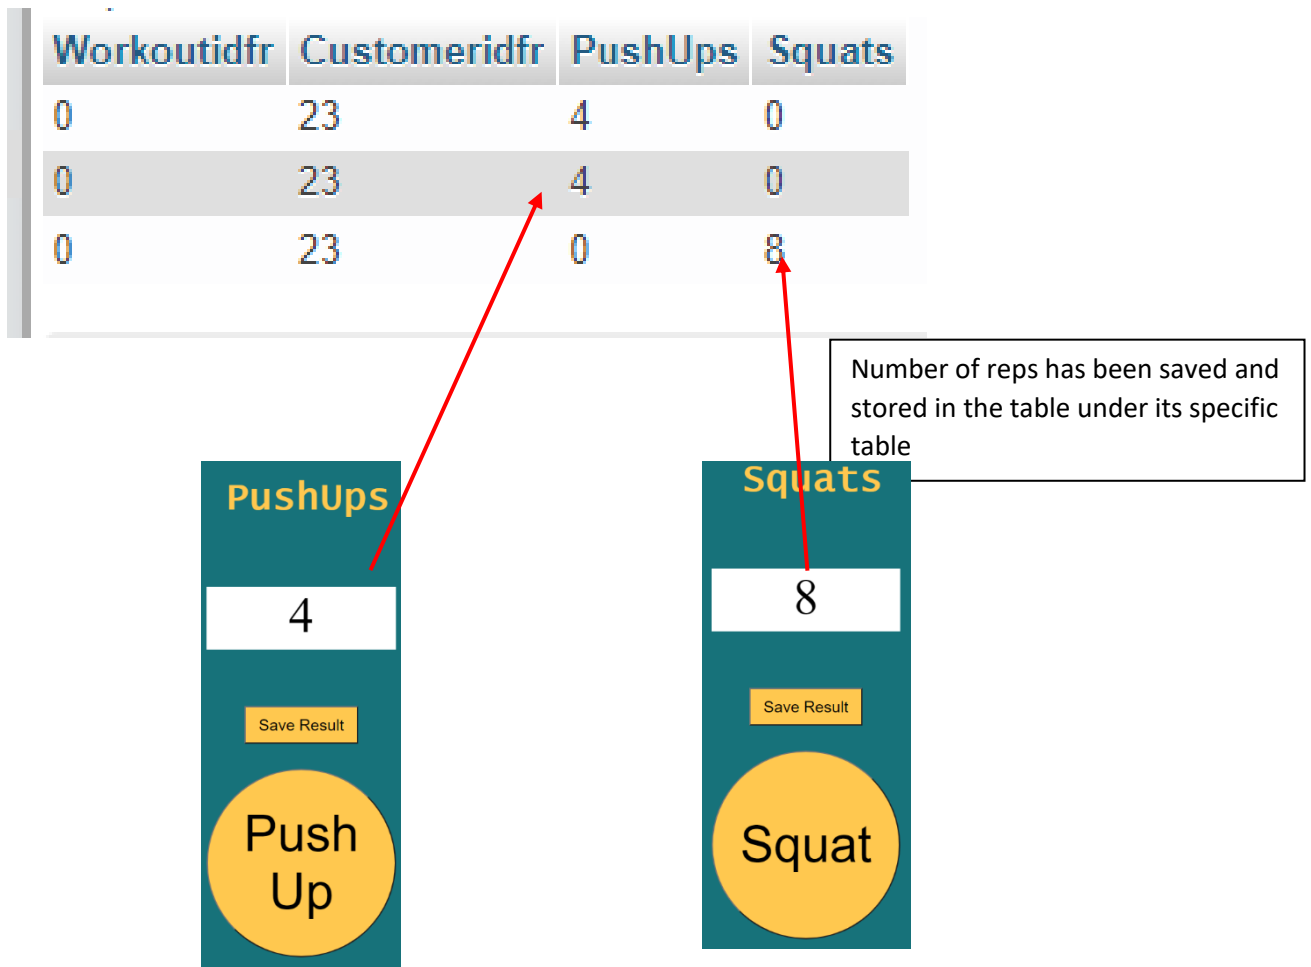 Workoutidfr Customeridfr PushUps Squats
0 23 4 0
0 23 4 0
0 23 0 8
Number of reps has been saved and
stored in the table under its specific
table
PushUps
4
Save Result
Push
Up
Squats
8
Save Result
Squat